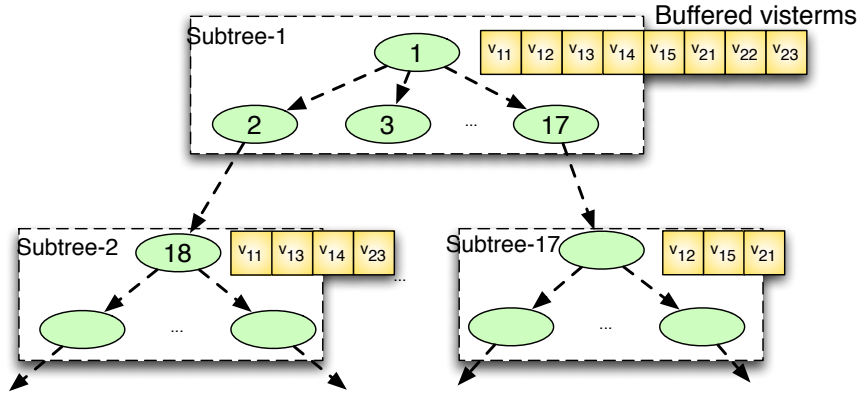 Buffered visterms
Subtree-1
1
v11 v12 v13 v14 v15 v21 v22 v23
2 3 ... 17
Subtree-2
18
v11 v13 v14 v23
...
Subtree-17
v12 v15 v21
...
...